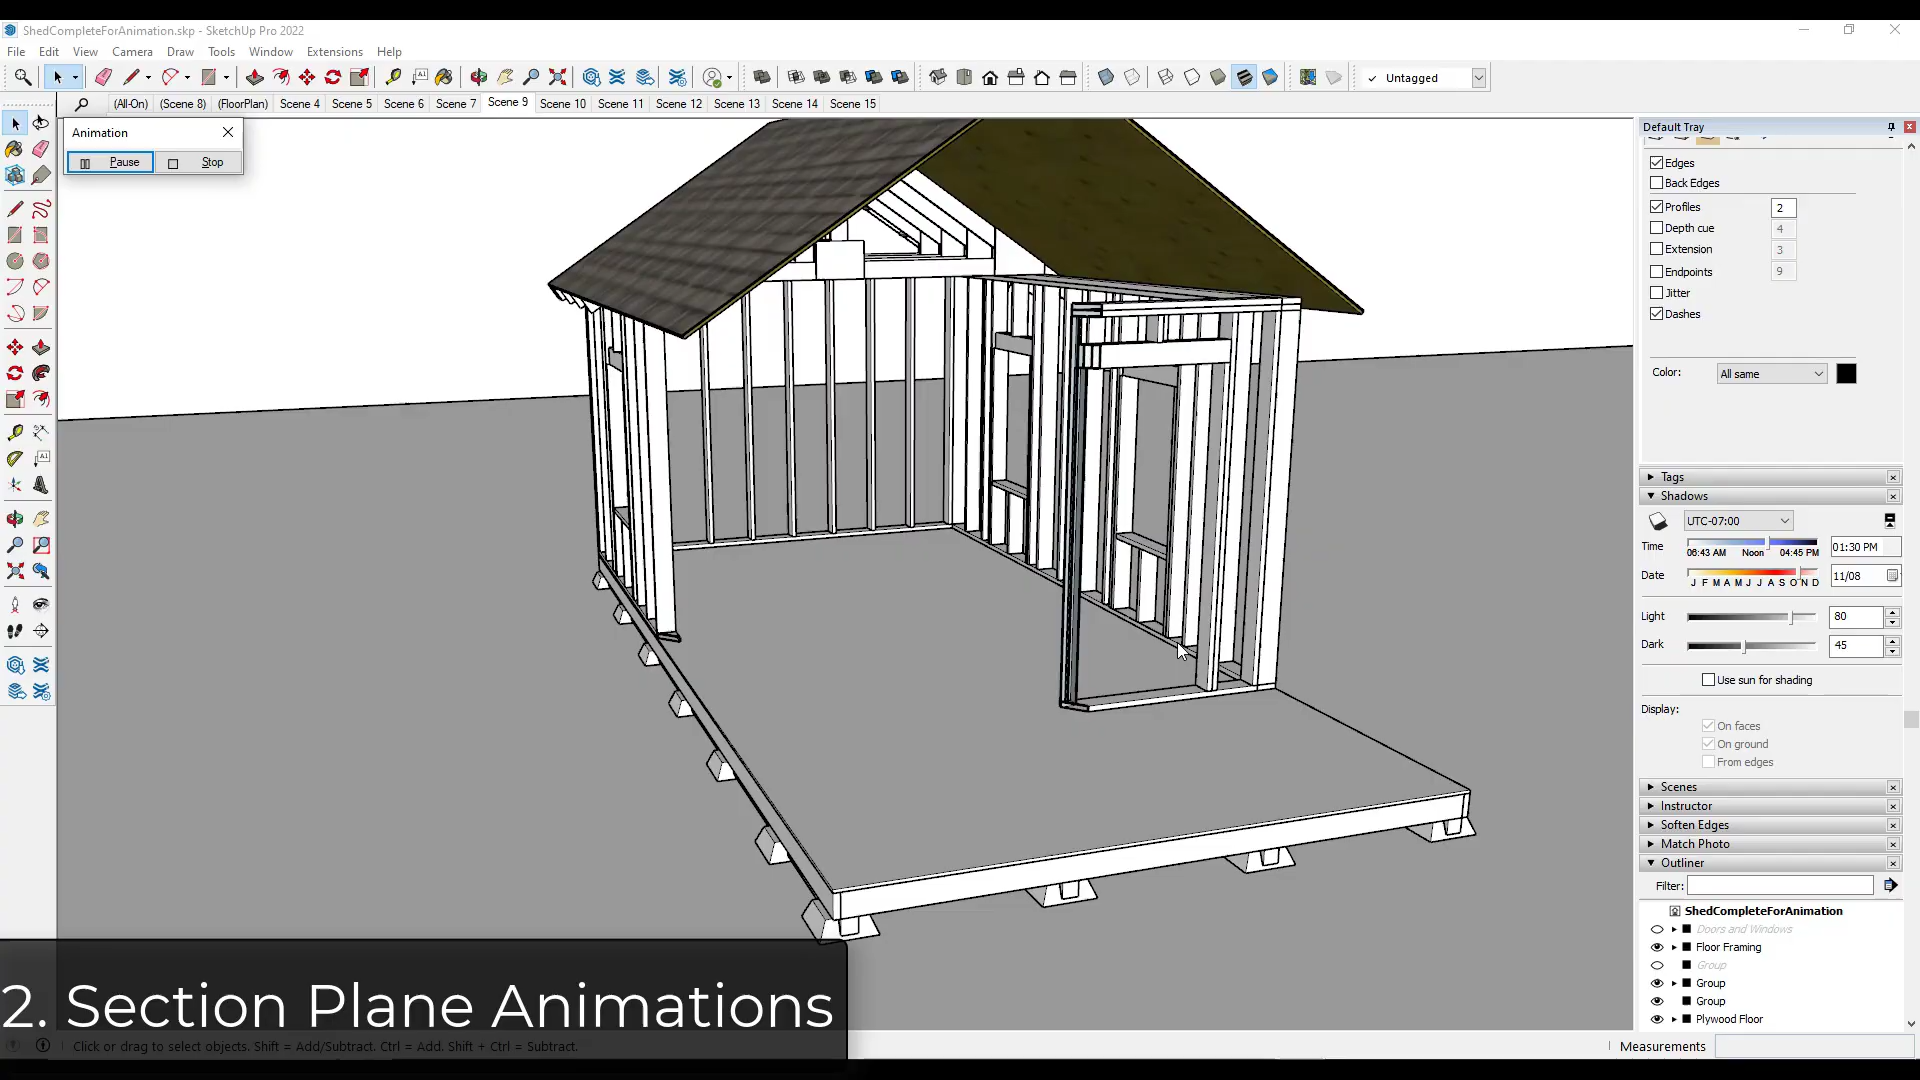 ShedCompleteForAnimation.skp - SketchUp Pro 2022
File Edit View Camera Draw Tools Window Extensions Help
Untagged
(All-On) (Scene 8) (FloorPlan) Scene 4 Scene 5 Scene 6 Scene 7 Scene 9 Scene 10 Scene 11 Scene 12 Scene 13 Scene 14 Scene 15
Animation
Pause Stop
Default Tray
Edges
Back Edges
Profiles 2
Depth cue 4
Extension 3
Endpoints 9
Jitter
Dashes
Color: All same
Tags
Shadows
UTC-07:00
Time 06:43 AM Noon 04:45 PM 01:30 PM
Date J F M A M J J A S O N D 11/08
Light 80
Dark 45
Use sun for shading
Display:
On faces
On ground
From edges
Scenes
Instructor
Soften Edges
Match Photo
Outliner
Filter:
ShedCompleteForAnimation
Doors and Windows
Floor Framing
Group
Group
Group
Plywood Floor
2. Section Plane Animations
Click or drag to select objects. Shift = Add/Subtract. Ctrl = Add. Shift + Ctrl = Subtract.
Measurements